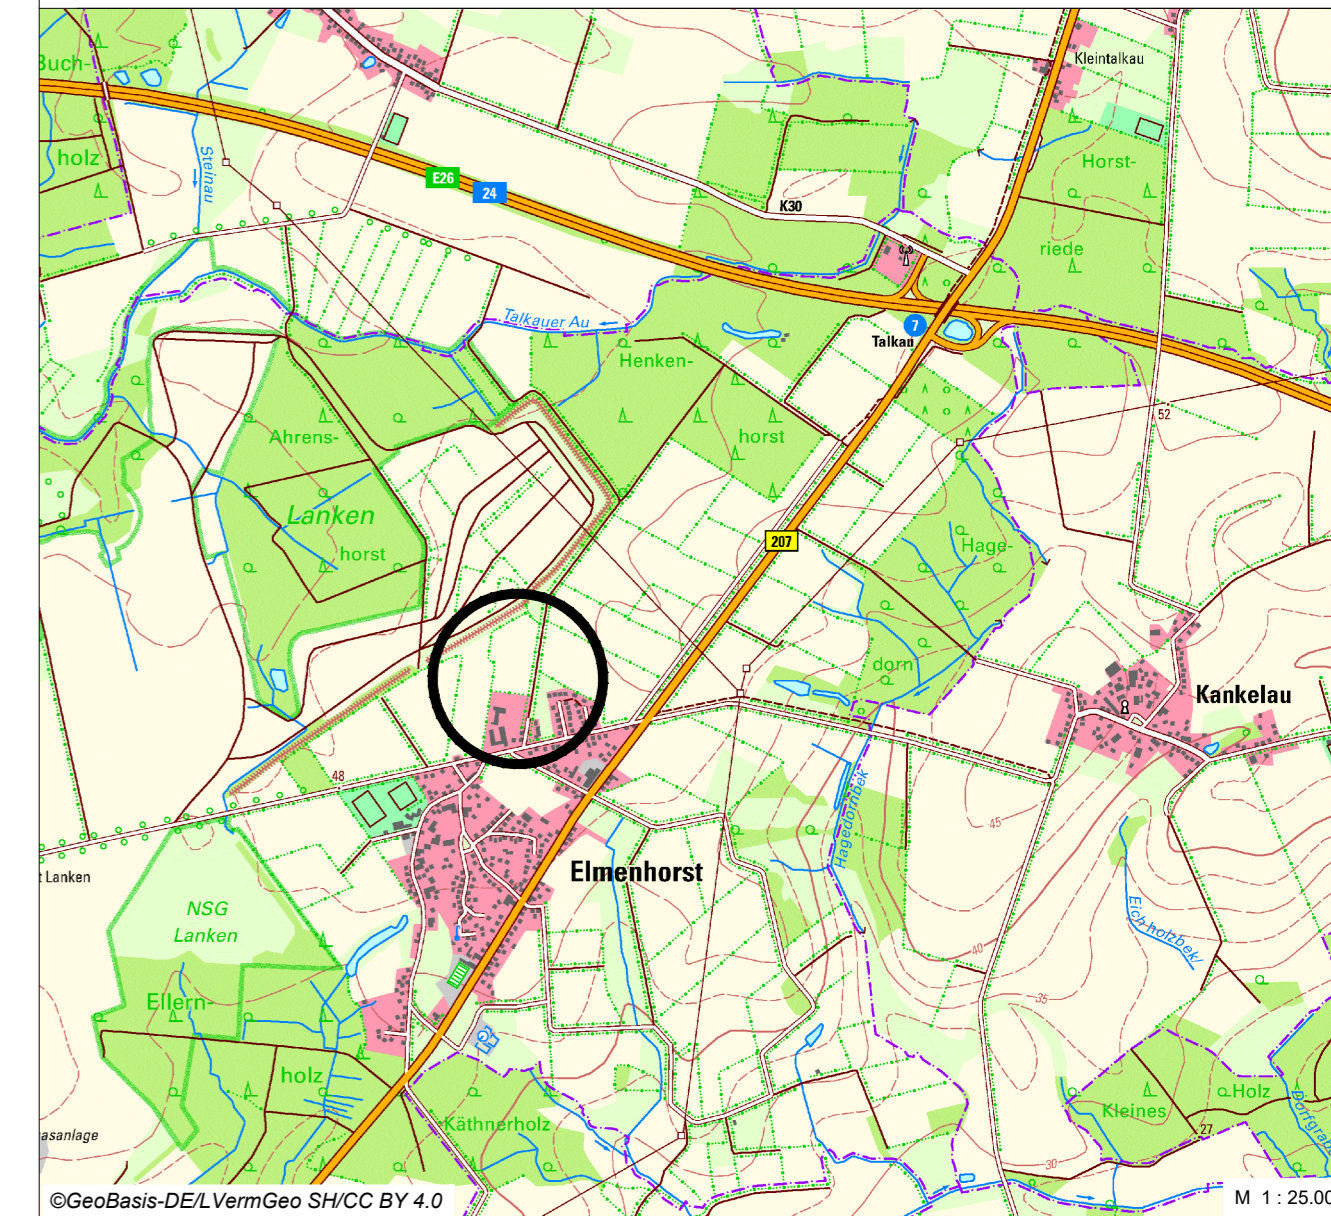 Buch-
holz
Steinau
E26
24
K30
Kleintalkau
Horst-
riede
7
Talkau
Talkauer Au
Henken-
horst
52
Ahrens-
Lanken
horst
207
Hage-
dorn
Kankelau
48
Elmenhorst
Hagedornbek
45
t Lanken
NSG
Lanken
Eichholzbek
40
35
Ellern-
holz
Käthnerholz
Kleines
Holz
27
30
Dorfgrab
asanlage
©GeoBasis-DE/LVermGeo SH/CC BY 4.0
M 1 : 25.00